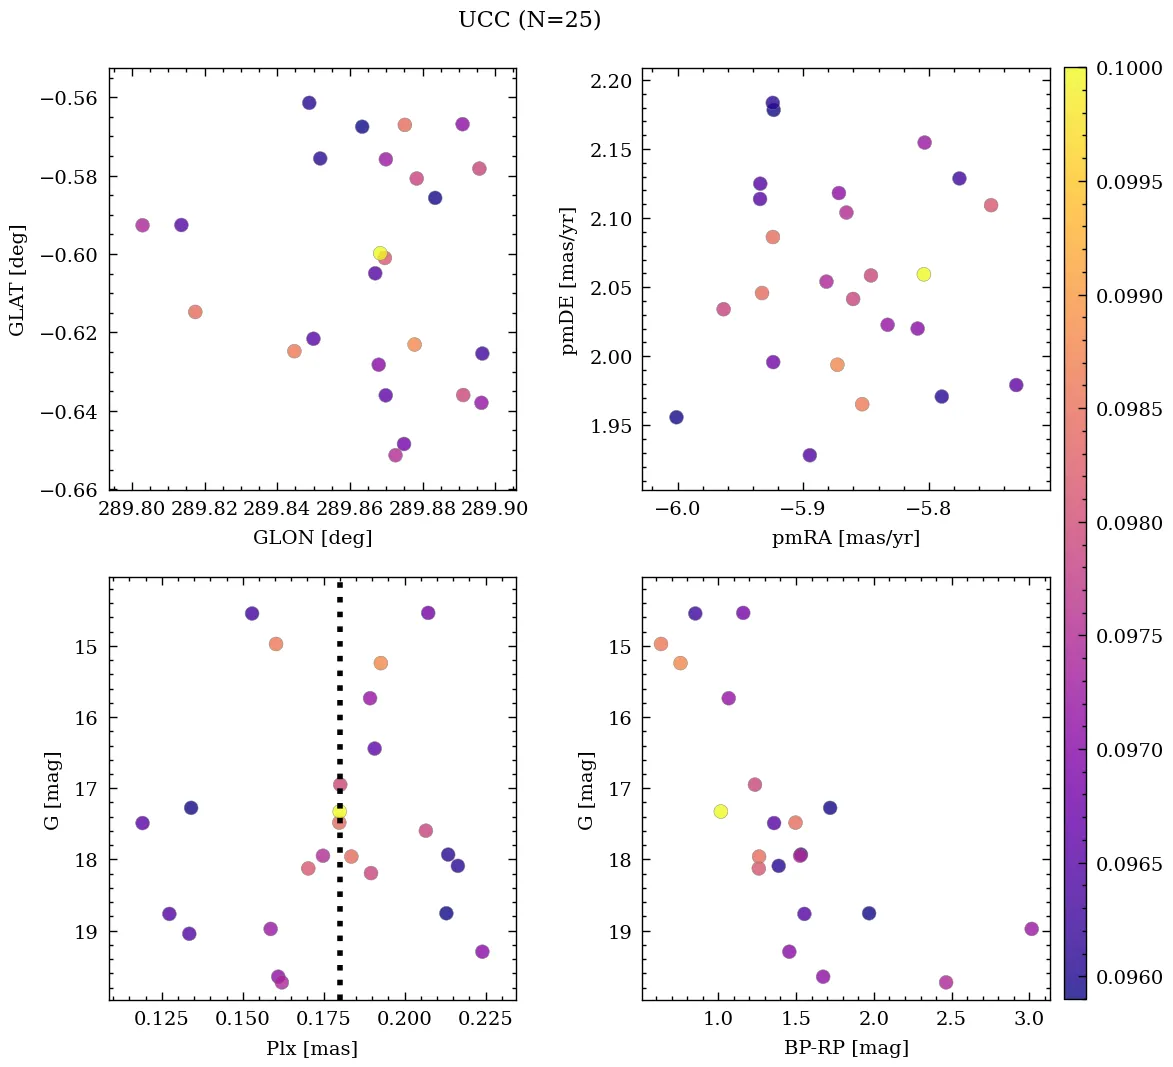 UCC (N=25)
−0.56
−0.58
−0.60
−0.62
−0.64
−0.66
GLAT [deg]
289.80 289.82 289.84 289.86 289.88 289.90
GLON [deg]
2.20
2.15
2.10
2.05
2.00
1.95
pmDE [mas/yr]
−6.0 −5.9 −5.8
pmRA [mas/yr]
15
16
17
18
19
G [mag]
0.125 0.150 0.175 0.200 0.225
Plx [mas]
15
16
17
18
19
G [mag]
1.0 1.5 2.0 2.5 3.0
BP-RP [mag]
0.1000
0.0995
0.0990
0.0985
0.0980
0.0975
0.0970
0.0965
0.0960